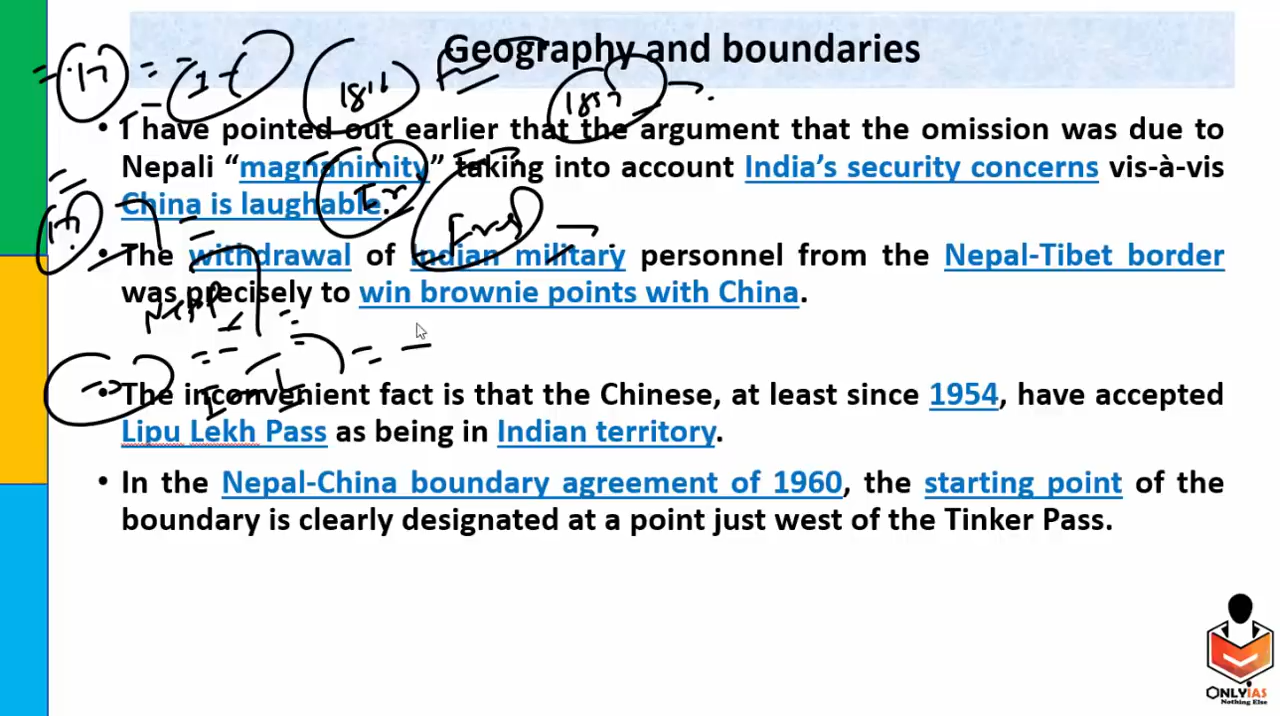 Geography and boundaries
1816
1857
• I have pointed out earlier that the argument that the omission was due to
Nepali “magnanimity” taking into account India’s security concerns vis-à-vis
China is laughable.
• The withdrawal of Indian military personnel from the Nepal-Tibet border
was precisely to win brownie points with China.
• The inconvenient fact is that the Chinese, at least since 1954, have accepted
Lipu Lekh Pass as being in Indian territory.
• In the Nepal-China boundary agreement of 1960, the starting point of the
boundary is clearly designated at a point just west of the Tinker Pass.
ONLYIAS
Nothing Else